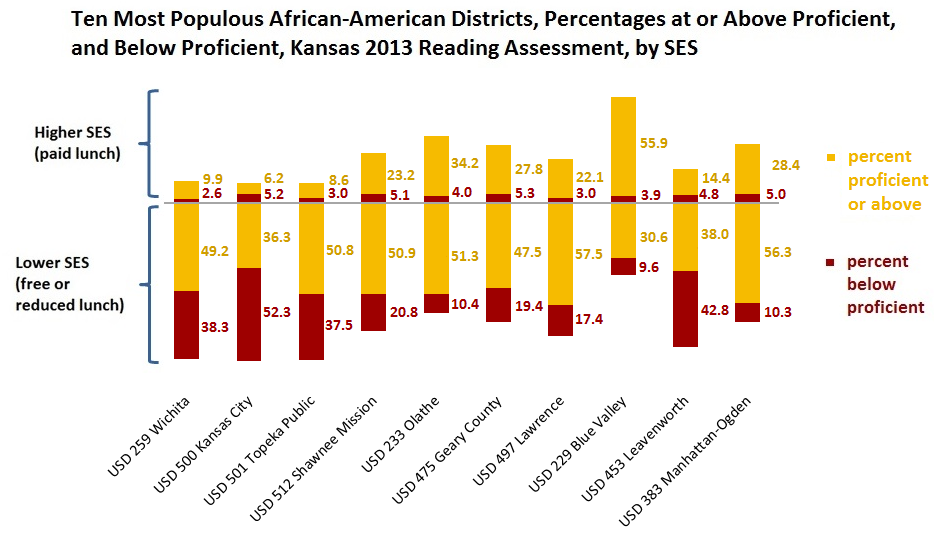 Ten Most Populous African-American Districts, Percentages at or Above Proficient,
and Below Proficient, Kansas 2013 Reading Assessment, by SES
Higher SES
(paid lunch)
9.9
2.6
6.2
5.2
8.6
3.0
23.2
5.1
34.2
4.0
27.8
5.3
22.1
3.0
55.9
3.9
14.4
4.8
28.4
5.0
percent
proficient
or above
Lower SES
(free or
reduced lunch)
49.2
38.3
36.3
52.3
50.8
37.5
50.9
20.8
51.3
10.4
47.5
19.4
57.5
17.4
30.6
9.6
38.0
42.8
56.3
10.3
percent
below
proficient
USD 259 Wichita
USD 500 Kansas City
USD 501 Topeka Public
USD 512 Shawnee Mission
USD 233 Olathe
USD 475 Geary County
USD 497 Lawrence
USD 229 Blue Valley
USD 453 Leavenworth
USD 383 Manhattan-Ogden